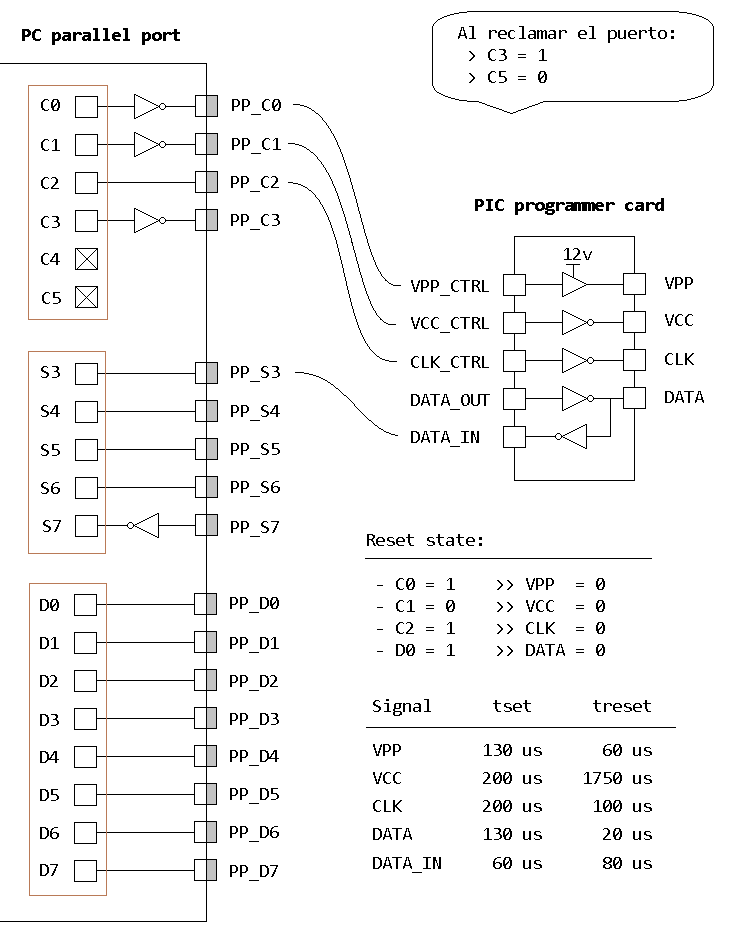 PC parallel port
Al reclamar el puerto:
> C3 = 1
> C5 = 0
C0 PP_C0
C1 PP_C1
C2 PP_C2
C3 PP_C3
C4
C5
PIC programmer card
12v
VPP_CTRL VPP
VCC_CTRL VCC
CLK_CTRL CLK
DATA_OUT DATA
DATA_IN
S3 PP_S3
S4 PP_S4
S5 PP_S5
S6 PP_S6
S7 PP_S7
Reset state:
- C0 = 1 >> VPP = 0
- C1 = 0 >> VCC = 0
- C2 = 1 >> CLK = 0
- D0 = 1 >> DATA = 0
D0 PP_D0
D1 PP_D1
D2 PP_D2
D3 PP_D3
D4 PP_D4
D5 PP_D5
D6 PP_D6
D7 PP_D7
Signal tset treset
VPP 130 us 60 us
VCC 200 us 1750 us
CLK 200 us 100 us
DATA 130 us 20 us
DATA_IN 60 us 80 us